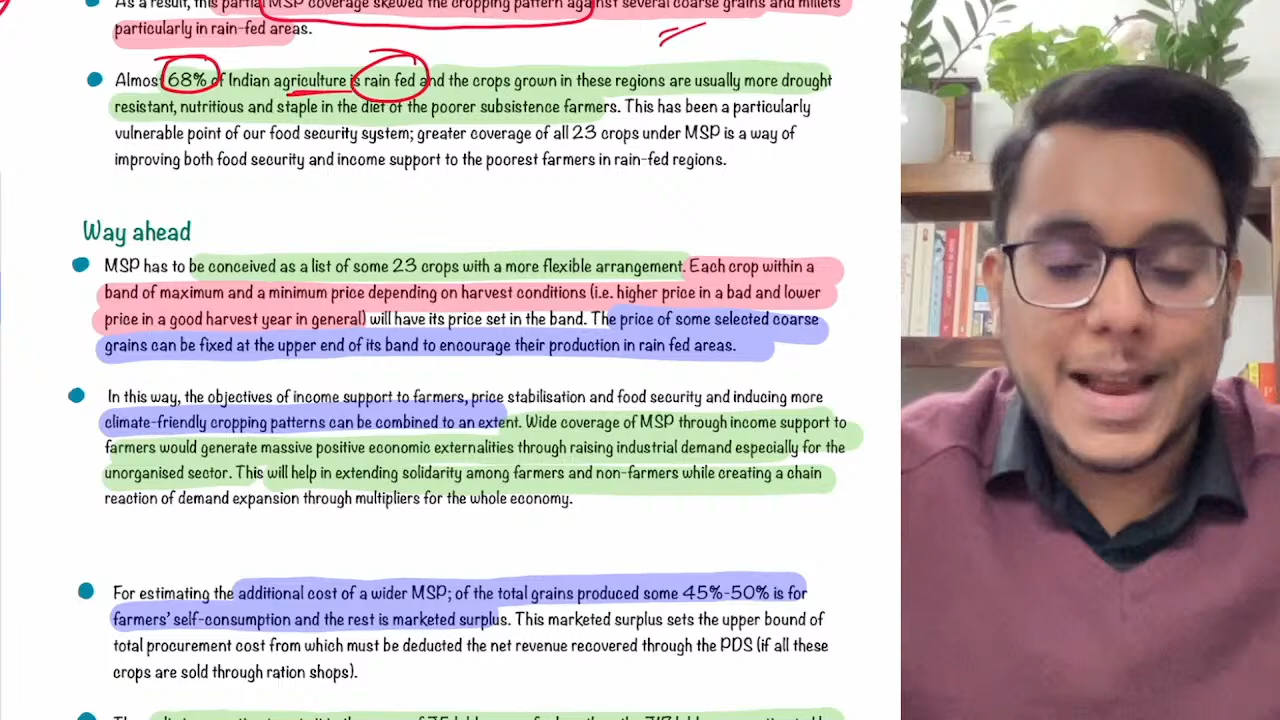 As a result, this partial MSP coverage skewed the cropping pattern against several coarse grains and millets
particularly in rain-fed areas.
Almost 68% of Indian agriculture is rain fed and the crops grown in these regions are usually more drought
resistant, nutritious and staple in the diet of the poorer subsistence farmers. This has been a particularly
vulnerable point of our food security system; greater coverage of all 23 crops under MSP is a way of
improving both food security and income support to the poorest farmers in rain-fed regions.
Way ahead
MSP has to be conceived as a list of some 23 crops with a more flexible arrangement. Each crop within a
band of maximum and a minimum price depending on harvest conditions (i.e. higher price in a bad and lower
price in a good harvest year in general) will have its price set in the band. The price of some selected coarse
grains can be fixed at the upper end of its band to encourage their production in rain fed areas.
In this way, the objectives of income support to farmers, price stabilisation and food security and inducing more
climate-friendly cropping patterns can be combined to an extent. Wide coverage of MSP through income support to
farmers would generate massive positive economic externalities through raising industrial demand especially for the
unorganised sector. This will help in extending solidarity among farmers and non-farmers while creating a chain
reaction of demand expansion through multipliers for the whole economy.
For estimating the additional cost of a wider MSP; of the total grains produced some 45%-50% is for
farmers' self-consumption and the rest is marketed surplus. This marketed surplus sets the upper bound of
total procurement cost from which must be deducted the net revenue recovered through the PDS (if all these
crops are sold through ration shops).